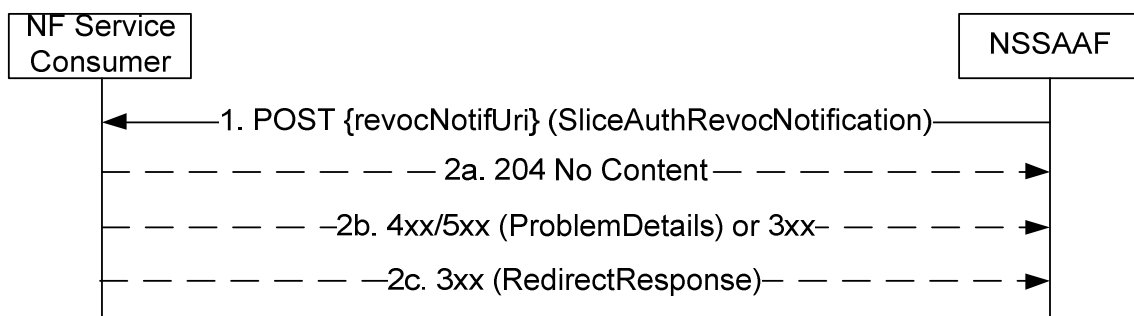 NF Service
Consumer
NSSAAF
1. POST {revocNotifUri} (SliceAuthRevocNotification)
2a. 204 No Content
2b. 4xx/5xx (ProblemDetails) or 3xx
2c. 3xx (RedirectResponse)